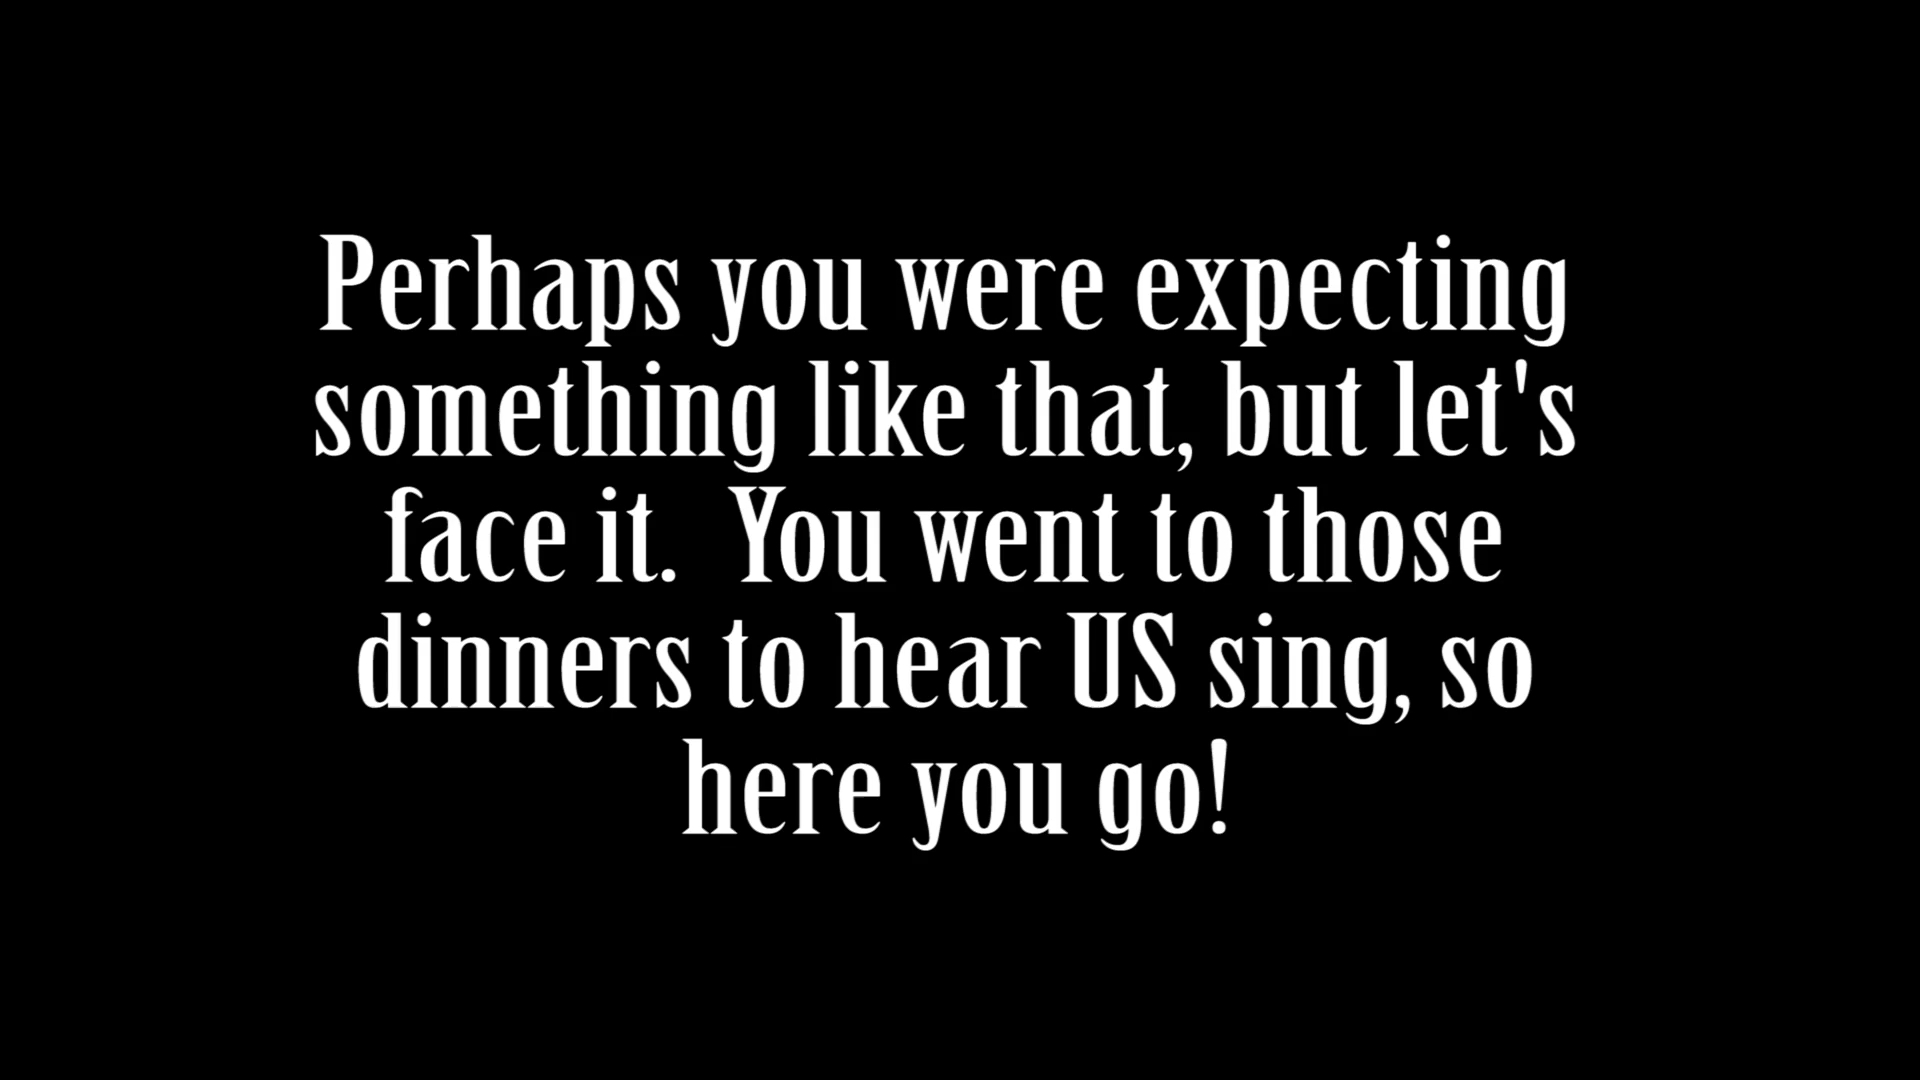 Perhaps you were expecting
something like that, but let's
face it.  You went to those
dinners to hear US sing, so
here you go!